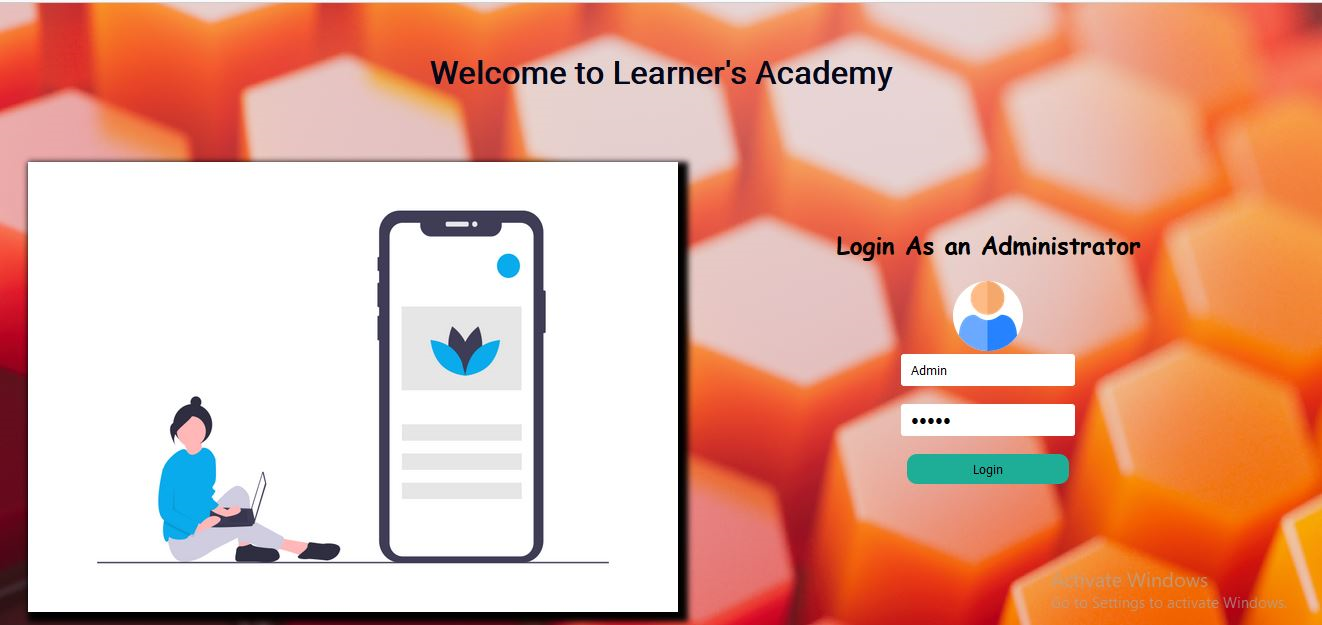 Welcome to Learner's Academy
Login As an Administrator
Admin
•••••
Login
Activate Windows
Go to Settings to activate Windows.